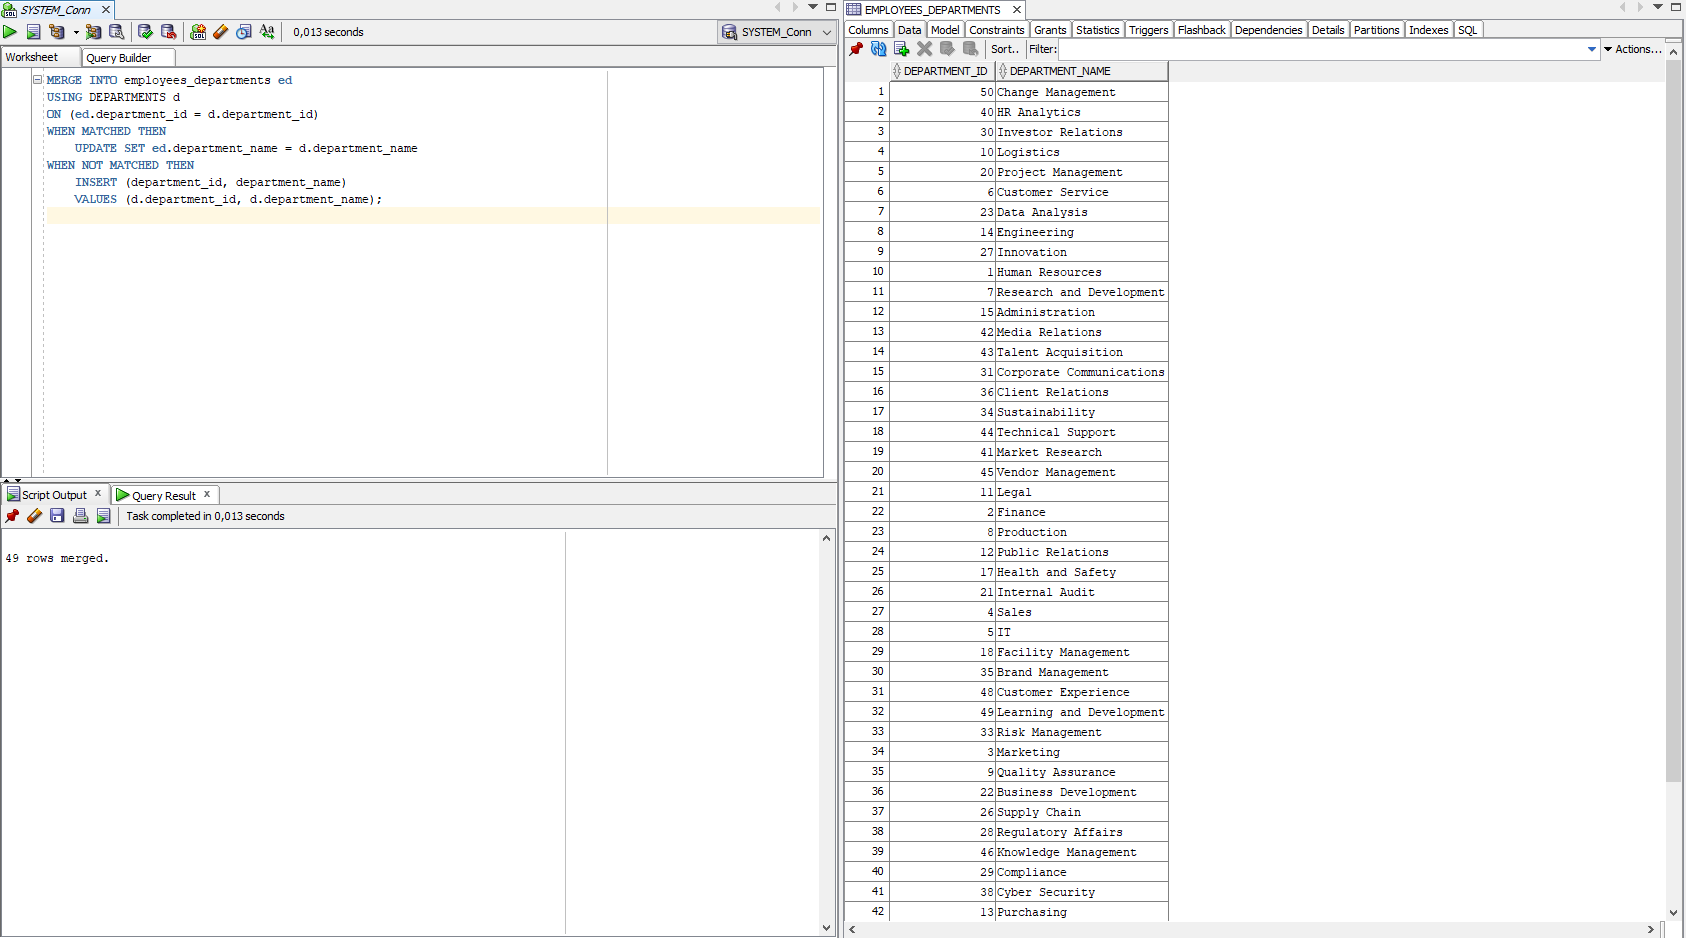 SYSTEM_Conn
0,013 seconds
SYSTEM_Conn
Worksheet Query Builder
MERGE INTO employees_departments ed
USING DEPARTMENTS d
ON (ed.department_id = d.department_id)
WHEN MATCHED THEN
UPDATE SET ed.department_name = d.department_name
WHEN NOT MATCHED THEN
INSERT (department_id, department_name)
VALUES (d.department_id, d.department_name);
Script Output x Query Result x
Task completed in 0,013 seconds
49 rows merged.
EMPLOYEES_DEPARTMENTS
Columns Data Model Constraints Grants Statistics Triggers Flashback Dependencies Details Partitions Indexes SQL
Sort.. Filter: Actions...
DEPARTMENT_ID DEPARTMENT_NAME
1 50 Change Management
2 40 HR Analytics
3 30 Investor Relations
4 10 Logistics
5 20 Project Management
6 6 Customer Service
7 23 Data Analysis
8 14 Engineering
9 27 Innovation
10 1 Human Resources
11 7 Research and Development
12 15 Administration
13 42 Media Relations
14 43 Talent Acquisition
15 31 Corporate Communications
16 36 Client Relations
17 34 Sustainability
18 44 Technical Support
19 41 Market Research
20 45 Vendor Management
21 11 Legal
22 2 Finance
23 8 Production
24 12 Public Relations
25 17 Health and Safety
26 21 Internal Audit
27 4 Sales
28 5 IT
29 18 Facility Management
30 35 Brand Management
31 48 Customer Experience
32 49 Learning and Development
33 33 Risk Management
34 3 Marketing
35 9 Quality Assurance
36 22 Business Development
37 26 Supply Chain
38 28 Regulatory Affairs
39 46 Knowledge Management
40 29 Compliance
41 38 Cyber Security
42 13 Purchasing